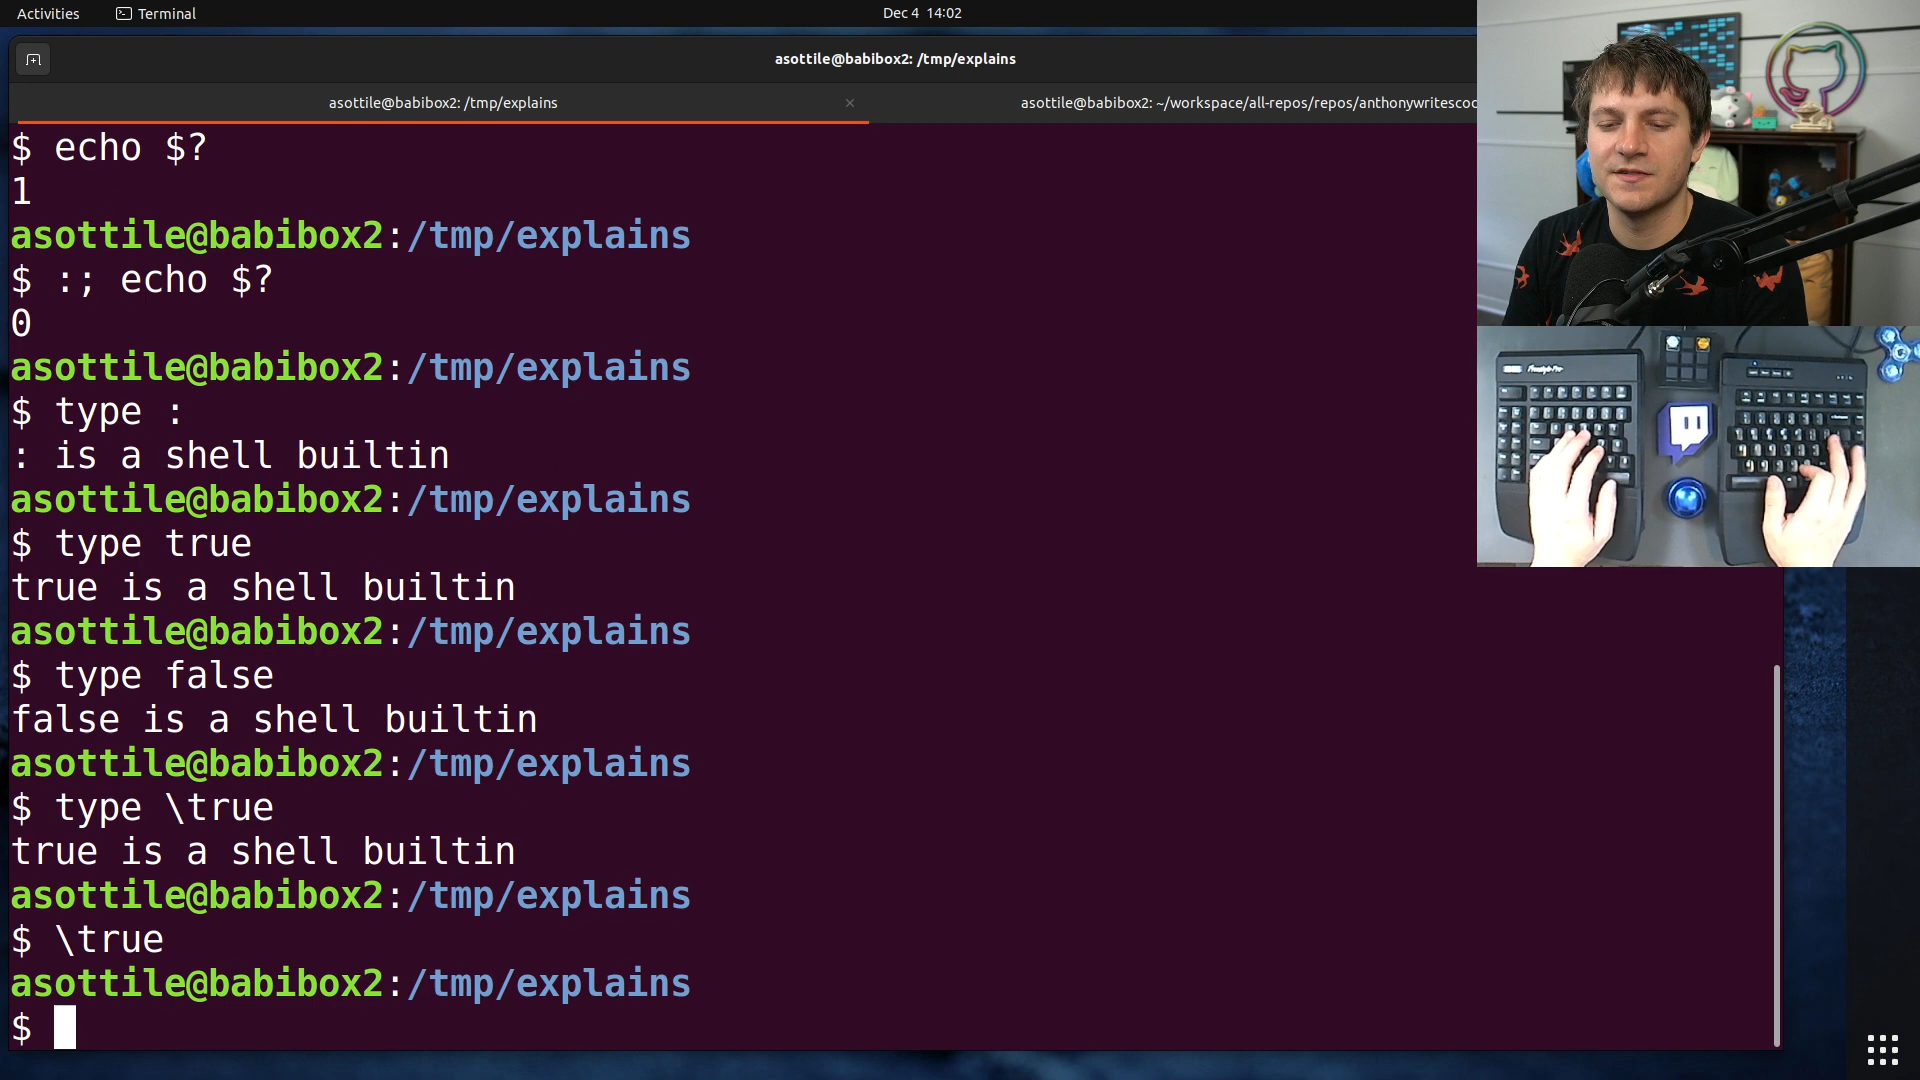 Activities
Terminal
Dec 4 14:02
asottile@babibox2: /tmp/explains
asottile@babibox2: /tmp/explains
asottile@babibox2: ~/workspace/all-repos/repos/anthonywritescod
$ echo $?
1
asottile@babibox2:/tmp/explains
$ :; echo $?
0
asottile@babibox2:/tmp/explains
$ type :
: is a shell builtin
asottile@babibox2:/tmp/explains
$ type true
true is a shell builtin
asottile@babibox2:/tmp/explains
$ type false
false is a shell builtin
asottile@babibox2:/tmp/explains
$ type \true
true is a shell builtin
asottile@babibox2:/tmp/explains
$ \true
asottile@babibox2:/tmp/explains
$
Freestyle Pro